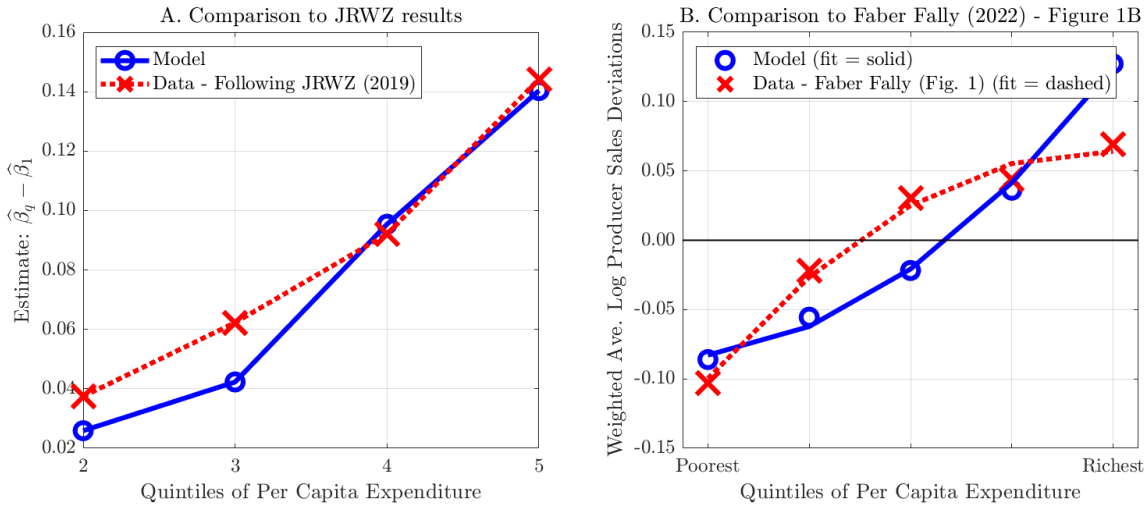 A. Comparison to JRWZ results
0.16
0.14
0.12
0.10
0.08
0.06
0.04
0.02
Estimate: β̂_q − β̂_1
Model
Data - Following JRWZ (2019)
2
3
4
5
Quintiles of Per Capita Expenditure
B. Comparison to Faber Fally (2022) - Figure 1B
0.15
0.10
0.05
0.00
-0.05
-0.10
-0.15
Weighted Ave. Log Producer Sales Deviations
Model (fit = solid)
Data - Faber Fally (Fig. 1) (fit = dashed)
Poorest
Richest
Quintiles of Per Capita Expenditure